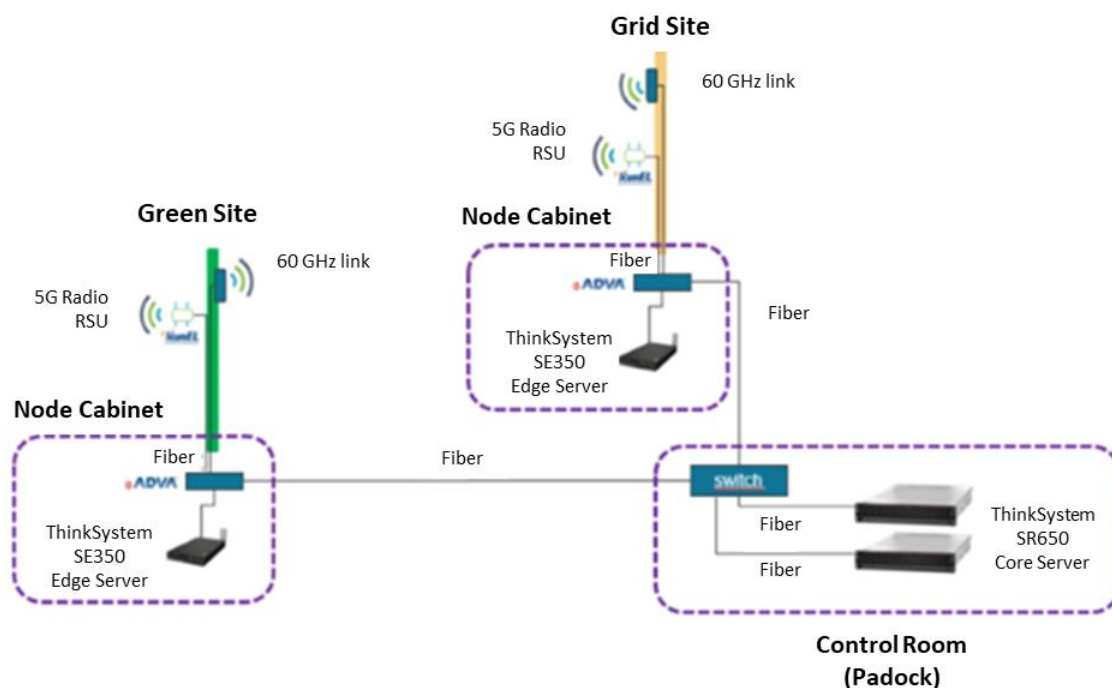 Grid Site
60 GHz link
5G Radio
RSU
Node Cabinet
Fiber
ADVA
Fiber
ThinkSystem
SE350
Edge Server
Green Site
60 GHz link
5G Radio
RSU
Node Cabinet
Fiber
ADVA
Fiber
ThinkSystem
SE350
Edge Server
switch
Fiber
Fiber
ThinkSystem
SR650
Core Server
Control Room
(Padock)